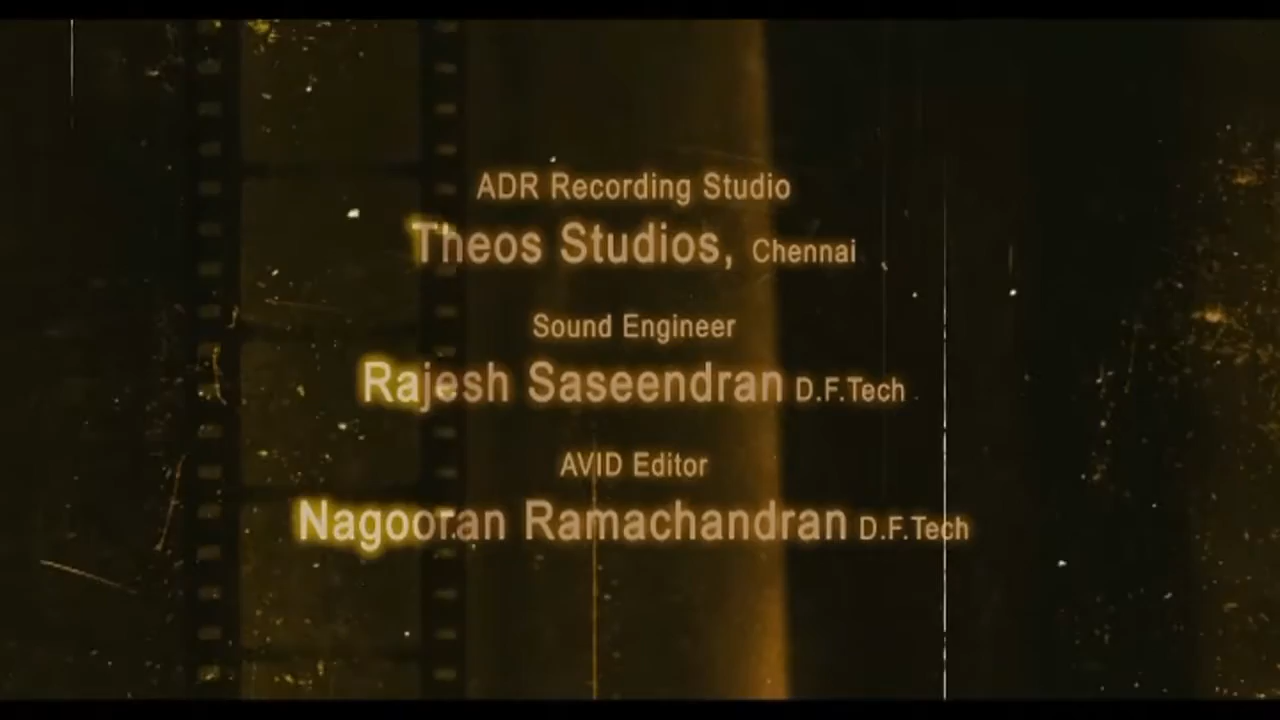 ADR Recording Studio
Theos Studios, Chennai
Sound Engineer
Rajesh Saseendran D.F.Tech
AVID Editor
Nagooran Ramachandran D.F.Tech